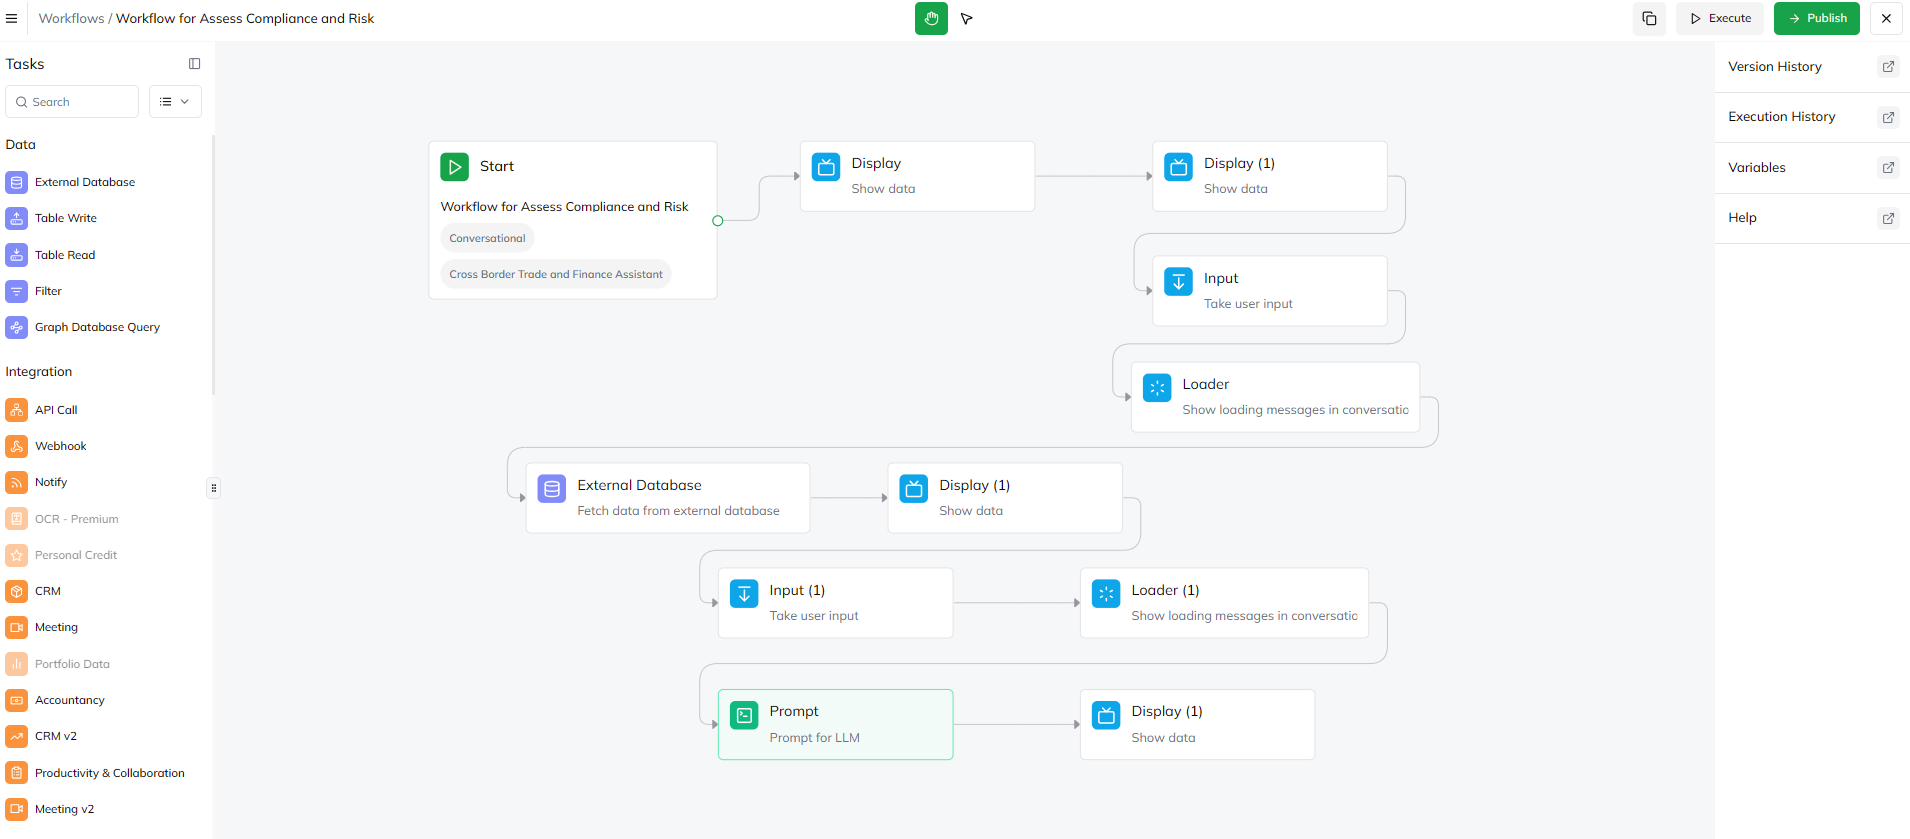 Workflows / Workflow for Assess Compliance and Risk
Execute
Publish
Tasks
Search
Data
External Database
Table Write
Table Read
Filter
Graph Database Query
Integration
API Call
Webhook
Notify
OCR - Premium
Personal Credit
CRM
Meeting
Portfolio Data
Accountancy
CRM v2
Productivity & Collaboration
Meeting v2
Start
Workflow for Assess Compliance and Risk
Conversational
Cross Border Trade and Finance Assistant
Display
Show data
Display (1)
Show data
Input
Take user input
Loader
Show loading messages in conversatio
External Database
Fetch data from external database
Display (1)
Show data
Input (1)
Take user input
Loader (1)
Show loading messages in conversatio
Prompt
Prompt for LLM
Display (1)
Show data
Version History
Execution History
Variables
Help